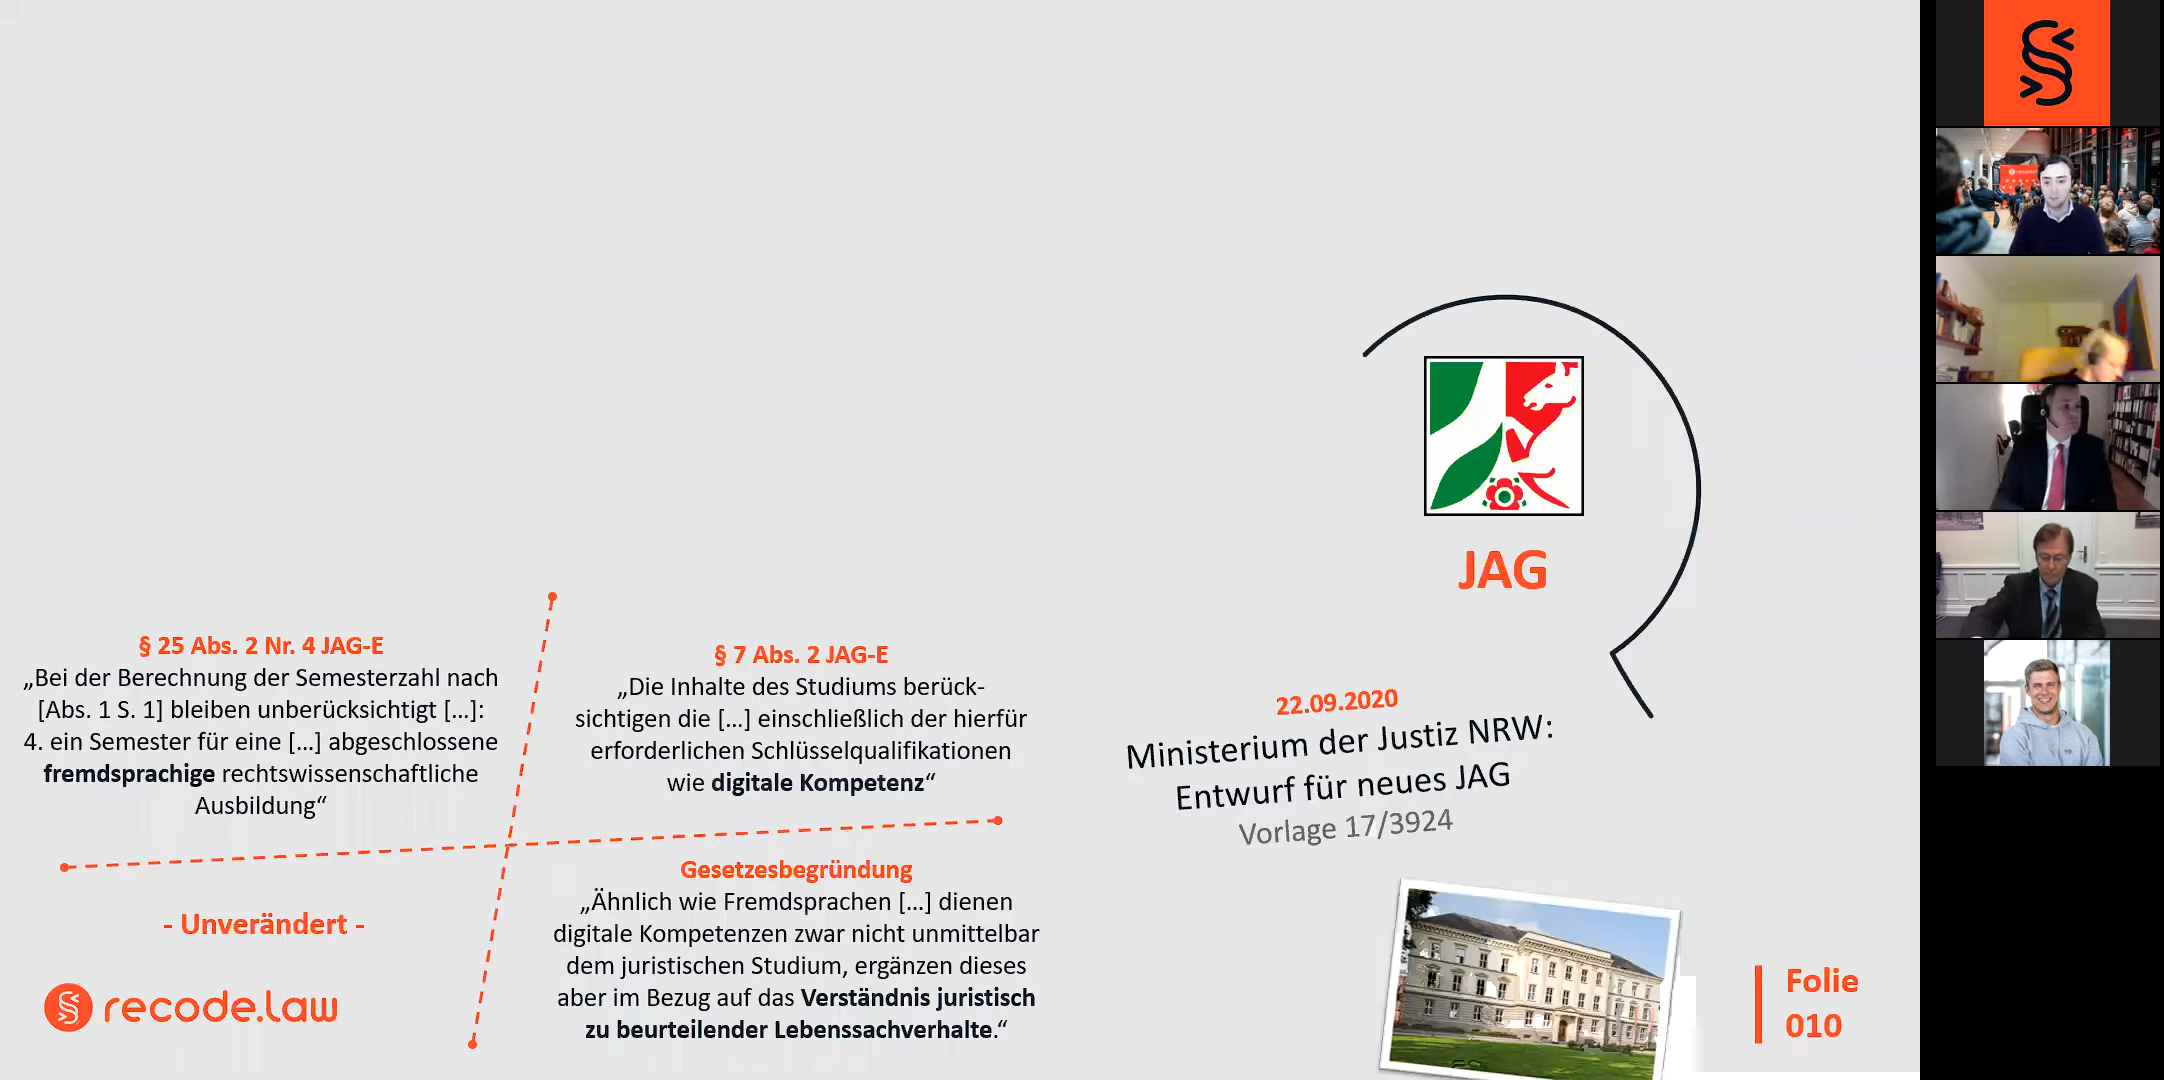 JAG
§ 25 Abs. 2 Nr. 4 JAG-E
„Bei der Berechnung der Semesterzahl nach
[Abs. 1 S. 1] bleiben unberücksichtigt […]:
4. ein Semester für eine […] abgeschlossene
fremdsprachige rechtswissenschaftliche
Ausbildung“
§ 7 Abs. 2 JAG-E
„Die Inhalte des Studiums berück-
sichtigen die […] einschließlich der hierfür
erforderlichen Schlüsselqualifikationen
wie digitale Kompetenz“
22.09.2020
Ministerium der Justiz NRW:
Entwurf für neues JAG
Vorlage 17/3924
- Unverändert -
Gesetzesbegründung
„Ähnlich wie Fremdsprachen […] dienen
digitale Kompetenzen zwar nicht unmittelbar
dem juristischen Studium, ergänzen dieses
aber im Bezug auf das Verständnis juristisch
zu beurteilender Lebenssachverhalte.“
recode.law
Folie
010